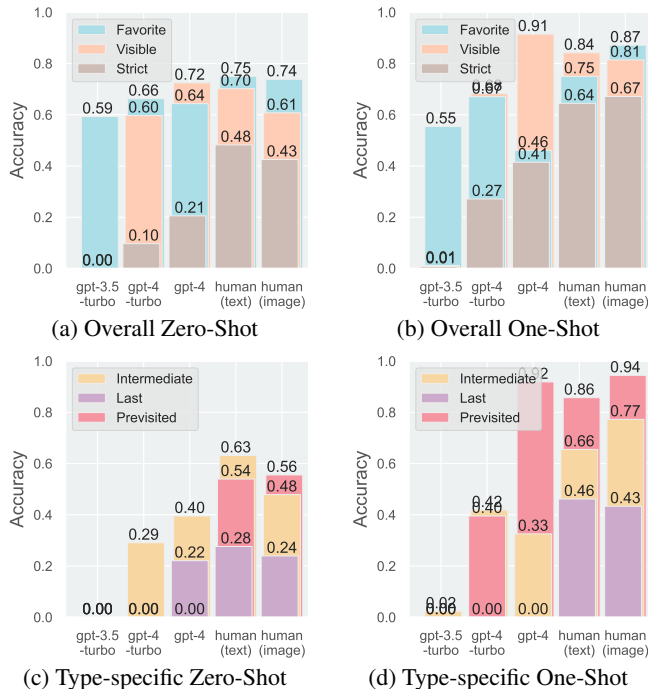 1.0
0.8
0.6
0.4
0.2
0.0
Accuracy
Favorite
Visible
Strict
0.59
0.00
0.66
0.60
0.10
0.72
0.64
0.21
0.75
0.70
0.48
0.74
0.61
0.43
gpt-3.5 gpt-4 gpt-4 human human
-turbo -turbo (text) (image)
(a) Overall Zero-Shot
1.0
0.8
0.6
0.4
0.2
0.0
Accuracy
Favorite
Visible
Strict
0.55
0.01
0.67
0.27
0.91
0.46
0.41
0.84
0.75
0.64
0.87
0.81
0.67
gpt-3.5 gpt-4 gpt-4 human human
-turbo -turbo (text) (image)
(b) Overall One-Shot
1.0
0.8
0.6
0.4
0.2
0.0
Accuracy
Intermediate
Last
Previsited
0.00
0.29
0.00
0.40
0.22
0.00
0.63
0.54
0.28
0.56
0.48
0.24
gpt-3.5 gpt-4 gpt-4 human human
-turbo -turbo (text) (image)
(c) Type-specific Zero-Shot
1.0
0.8
0.6
0.4
0.2
0.0
Accuracy
Intermediate
Last
Previsited
0.02
0.00
0.42
0.40
0.00
0.92
0.33
0.00
0.86
0.66
0.46
0.94
0.77
0.43
gpt-3.5 gpt-4 gpt-4 human human
-turbo -turbo (text) (image)
(d) Type-specific One-Shot